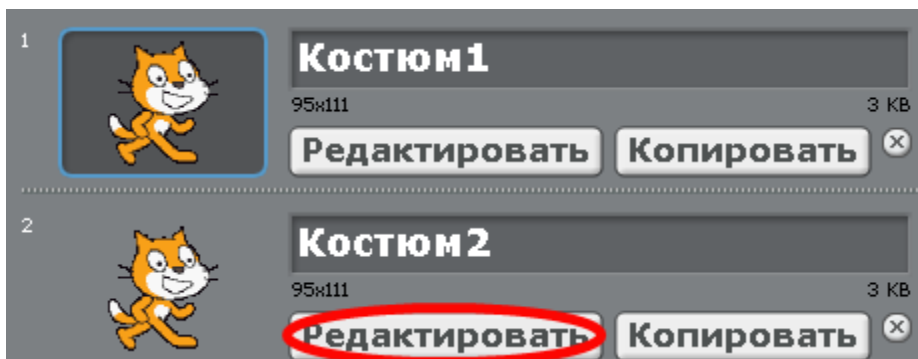 1
Костюм1
95x111 3 KB
Редактировать Копировать
2
Костюм2
95x111 3 KB
Редактировать Копировать